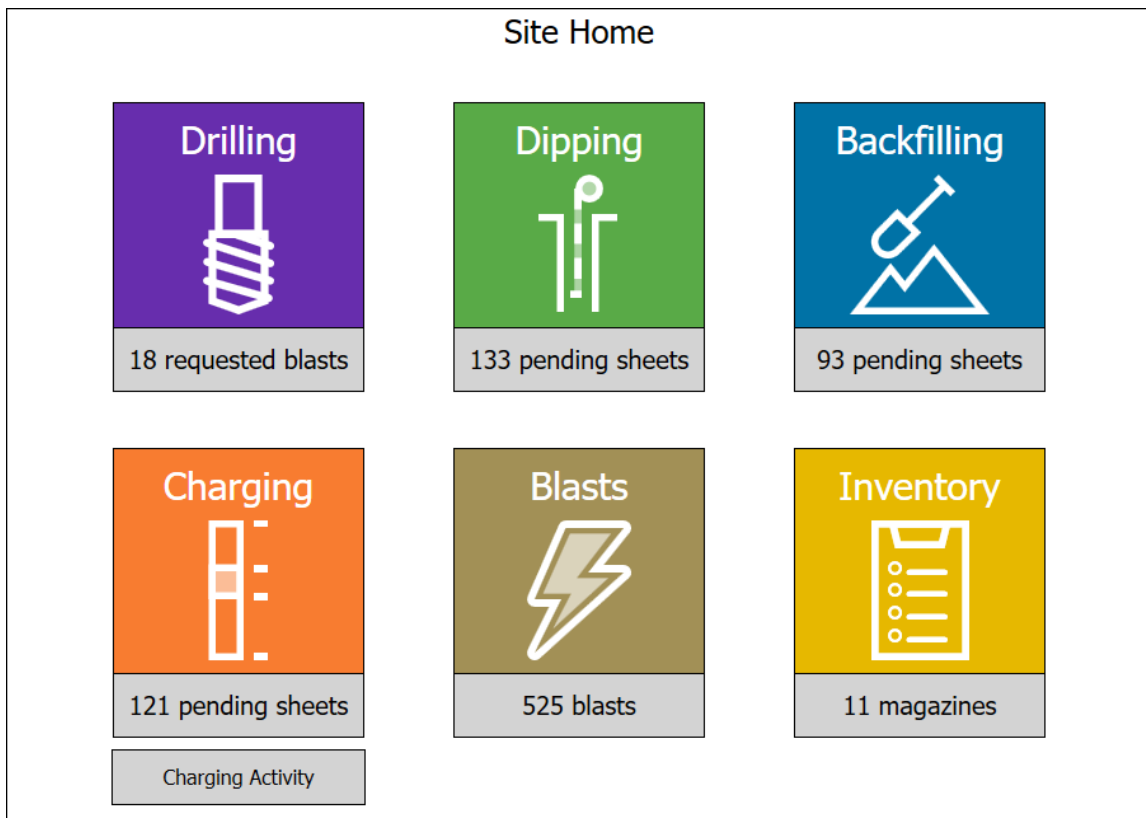 Site Home
Drilling
Dipping
Backfilling
18 requested blasts
133 pending sheets
93 pending sheets
Charging
Blasts
Inventory
121 pending sheets
525 blasts
11 magazines
Charging Activity